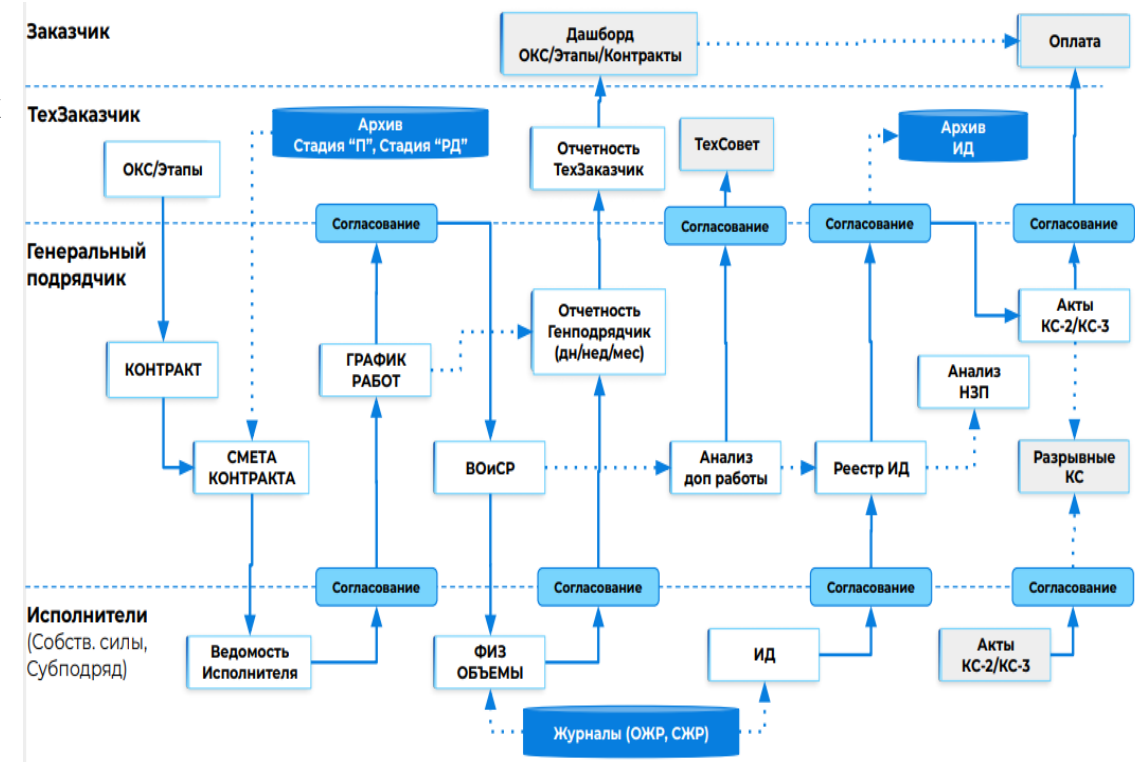 Заказчик
Дашборд
ОКС/Этапы/Контракты
Оплата
ТехЗаказчик
Архив
Стадия “П”, Стадия “РД”
ОКС/Этапы
Отчетность
ТехЗаказчик
ТехСовет
Архив
ИД
Согласование
Согласование
Согласование
Согласование
Генеральный
подрядчик
КОНТРАКТ
ГРАФИК
РАБОТ
Отчетность
Генподрядчик
(дн/нед/мес)
Акты
КС-2/КС-3
Анализ
НЗП
СМЕТА
КОНТРАКТА
ВОиСР
Анализ
доп работы
Реестр ИД
Разрывные
КС
Согласование
Согласование
Согласование
Согласование
Исполнители
(Собств. силы,
Субподряд)
Ведомость
Исполнителя
ФИЗ
ОБЪЕМЫ
ИД
Акты
КС-2/КС-3
Журналы (ОЖР, СЖР)